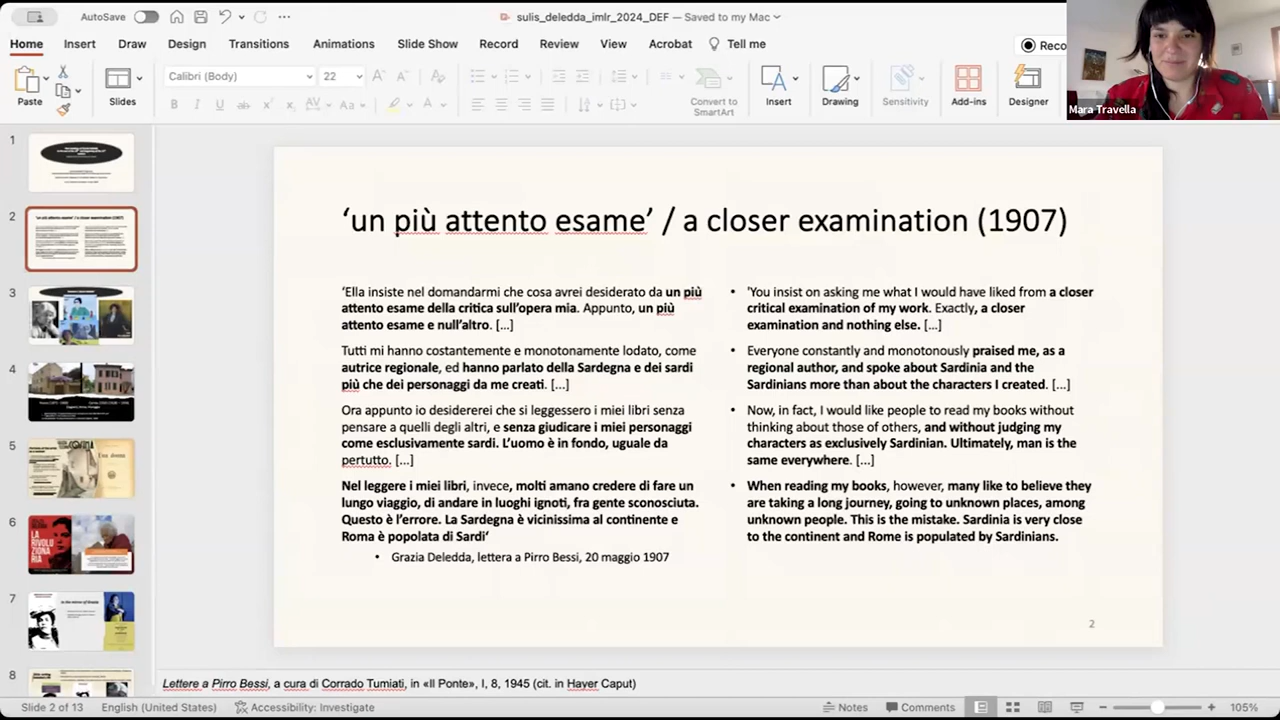 AutoSave
sulis_deledda_imlr_2024_DEF — Saved to my Mac
Home Insert Draw Design Transitions Animations Slide Show Record Review View Acrobat Tell me
Reco
Paste
Slides
Calibri (Body) 22
Convert to
SmartArt
Insert
Drawing
Sensitivity
Add-ins
Designer
Mara Travella
1
2
3
4
5
6
7
8
'un più attento esame' / a closer examination (1907)
'Ella insiste nel domandarmi che cosa avrei desiderato da un più
attento esame della critica sull'opera mia. Appunto, un più
attento esame e null'altro. [...]
Tutti mi hanno costantemente e monotonamente lodato, come
autrice regionale, ed hanno parlato della Sardegna e dei sardi
più che dei personaggi da me creati. [...]
Ora appunto io desidererei che si leggessero i miei libri senza
pensare a quelli degli altri, e senza giudicare i miei personaggi
come esclusivamente sardi. L'uomo è in fondo, uguale da
pertutto. [...]
Nel leggere i miei libri, invece, molti amano credere di fare un
lungo viaggio, di andare in luoghi ignoti, fra gente sconosciuta.
Questo è l'errore. La Sardegna è vicinissima al continente e
Roma è popolata di Sardi'
• Grazia Deledda, lettera a Pirro Bessi, 20 maggio 1907
• 'You insist on asking me what I would have liked from a closer
critical examination of my work. Exactly, a closer
examination and nothing else. [...]
• Everyone constantly and monotonously praised me, as a
regional author, and spoke about Sardinia and the
Sardinians more than about the characters I created. [...]
• Now, in fact, I would like people to read my books without
thinking about those of others, and without judging my
characters as exclusively Sardinian. Ultimately, man is the
same everywhere. [...]
• When reading my books, however, many like to believe they
are taking a long journey, going to unknown places, among
unknown people. This is the mistake. Sardinia is very close
to the continent and Rome is populated by Sardinians.
2
Lettere a Pirro Bessi, a cura di Corrado Tumiati, in «Il Ponte», I, 8, 1945 (cit. in Hayer Caput)
Slide 2 of 13 English (United States) Accessibility: Investigate Notes Comments 105%